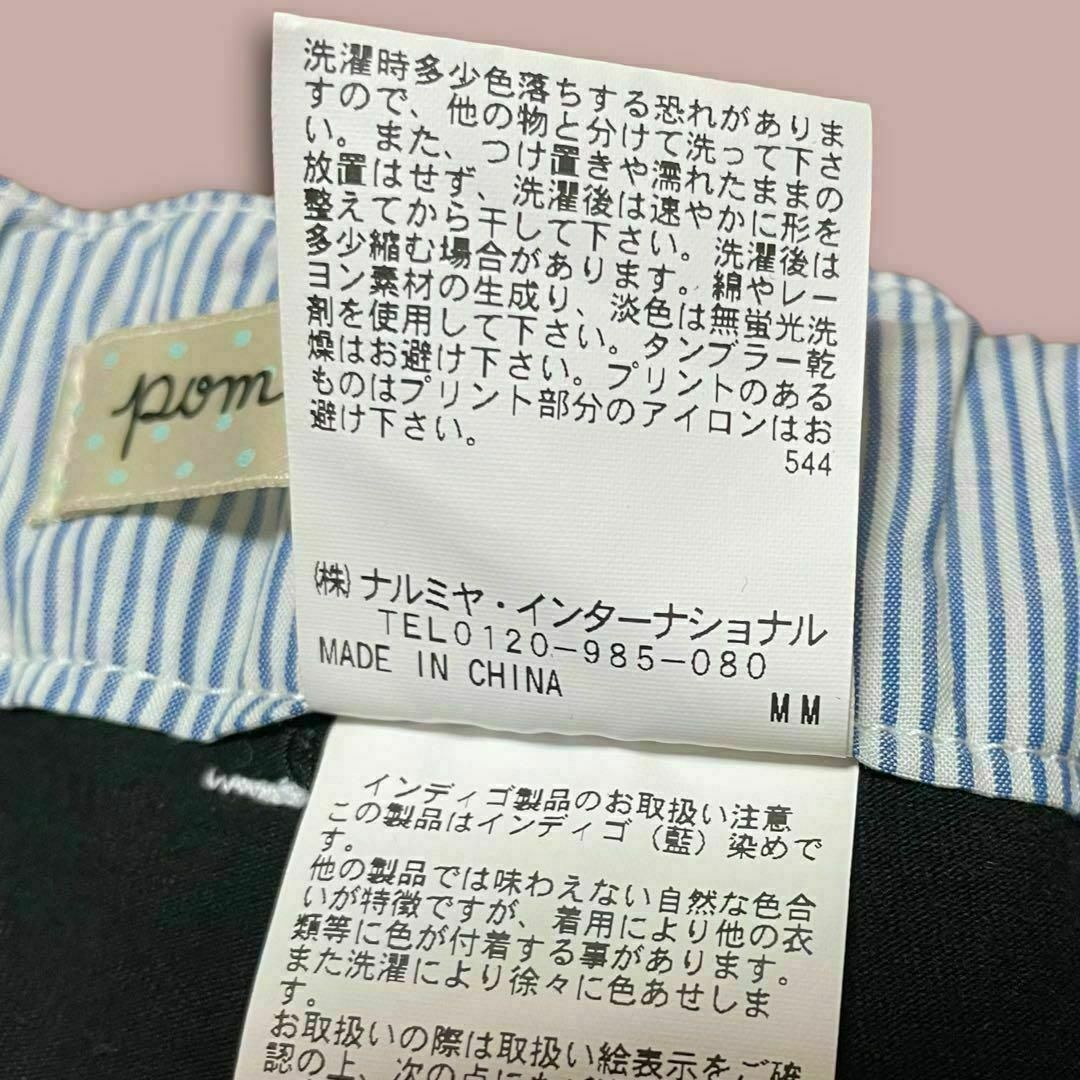 洗濯時多少色落ちする恐れがありま
すので、他の物と分けて洗って下さ
い。また、つけ置きや濡れたままの
放置はせず、洗濯後は速やかに形を
整えてから干して下さい。洗濯後は
多少縮む場合があります。綿やレー
ヨン素材の生成り、淡色は無蛍光洗
剤を使用して下さい。タンブラー乾
燥はお避け下さい。プリントのある
ものはプリント部分のアイロンはお
避け下さい。
544
pom
㈱ナルミヤ・インターナショナル
TEL0120-985-080
MADE IN CHINA
MM
インディゴ製品のお取扱い注意
この製品はインディゴ（藍）染めで
す。
他の製品では味わえない自然な色合
いが特徴ですが、着用により他の衣
類等に色が付着する事があります。
また洗濯により徐々に色あせしま
す。
お取扱いの際は取扱い絵表示をご確
認の上、次の点に